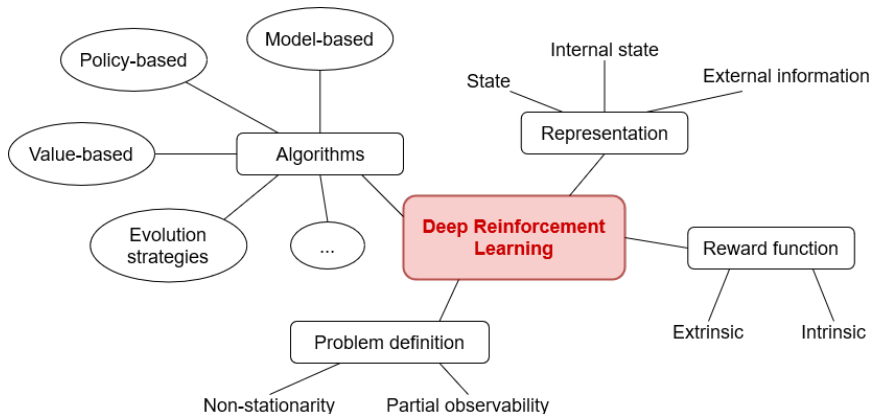 Model-based
Policy-based
Value-based
Algorithms
Evolution
strategies
...
Internal state
State
External information
Representation
Deep Reinforcement
Learning
Reward function
Extrinsic
Intrinsic
Problem definition
Non-stationarity
Partial observability